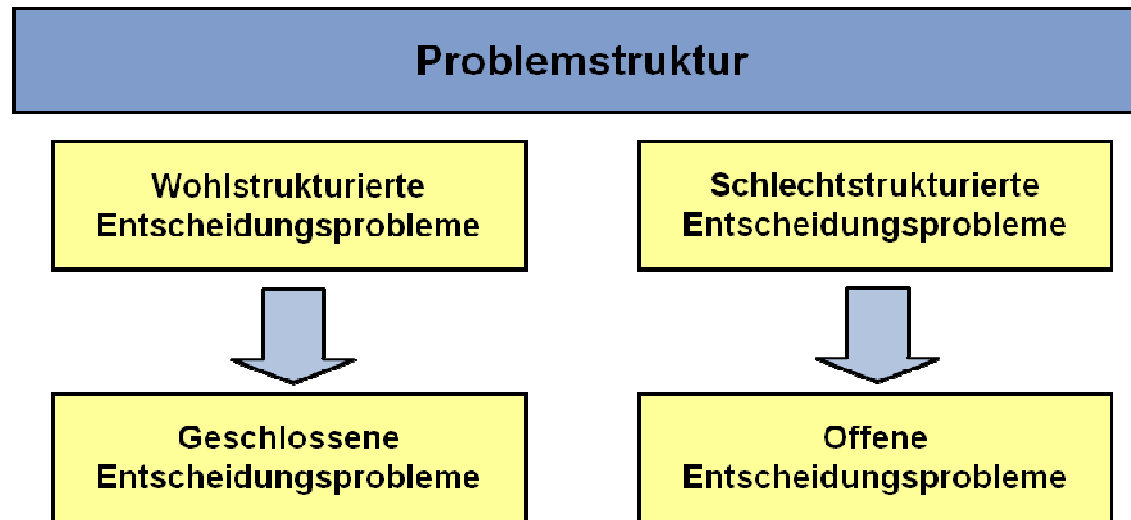 Problemstruktur
Wohlstrukturierte
Entscheidungsprobleme
Schlechtstrukturierte
Entscheidungsprobleme
Geschlossene
Entscheidungsprobleme
Offene
Entscheidungsprobleme